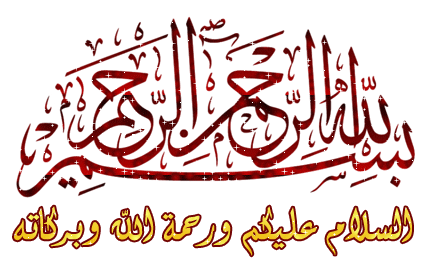 بسم الله الرحمن الرحيم
السلام عليكم ورحمة الله وبركاته